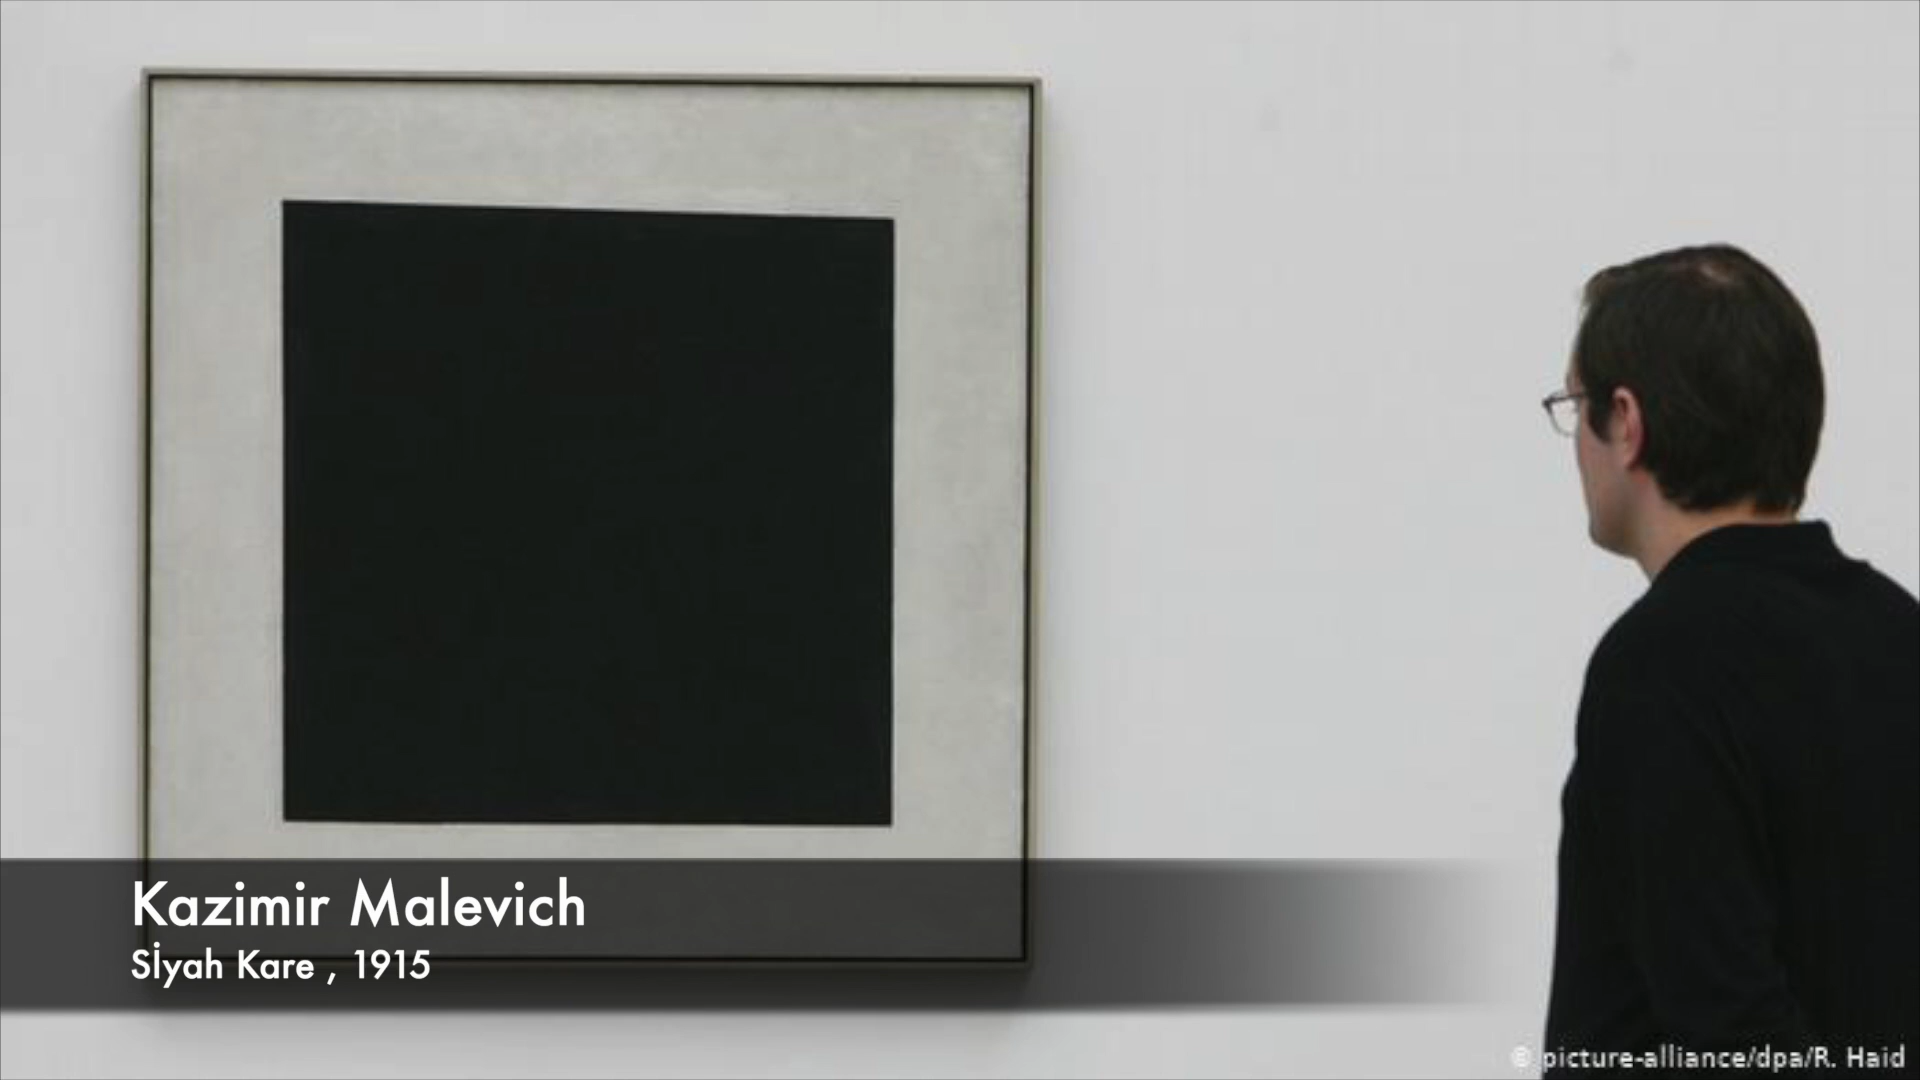 Kazimir Malevich
Sİyah Kare , 1915
© picture-alliance/dpa/R. Haid